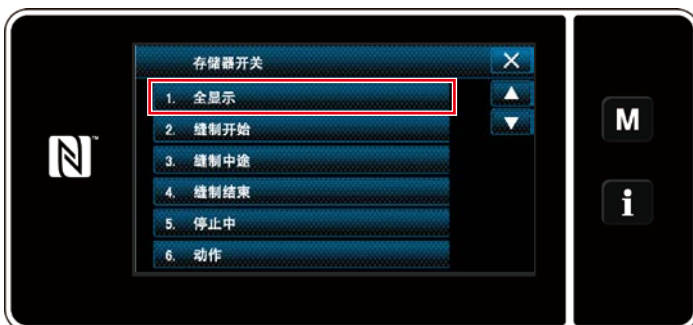 存储器开关
1. 全显示
2. 缝制开始
3. 缝制中途
4. 缝制结束
5. 停止中
6. 动作
M
i